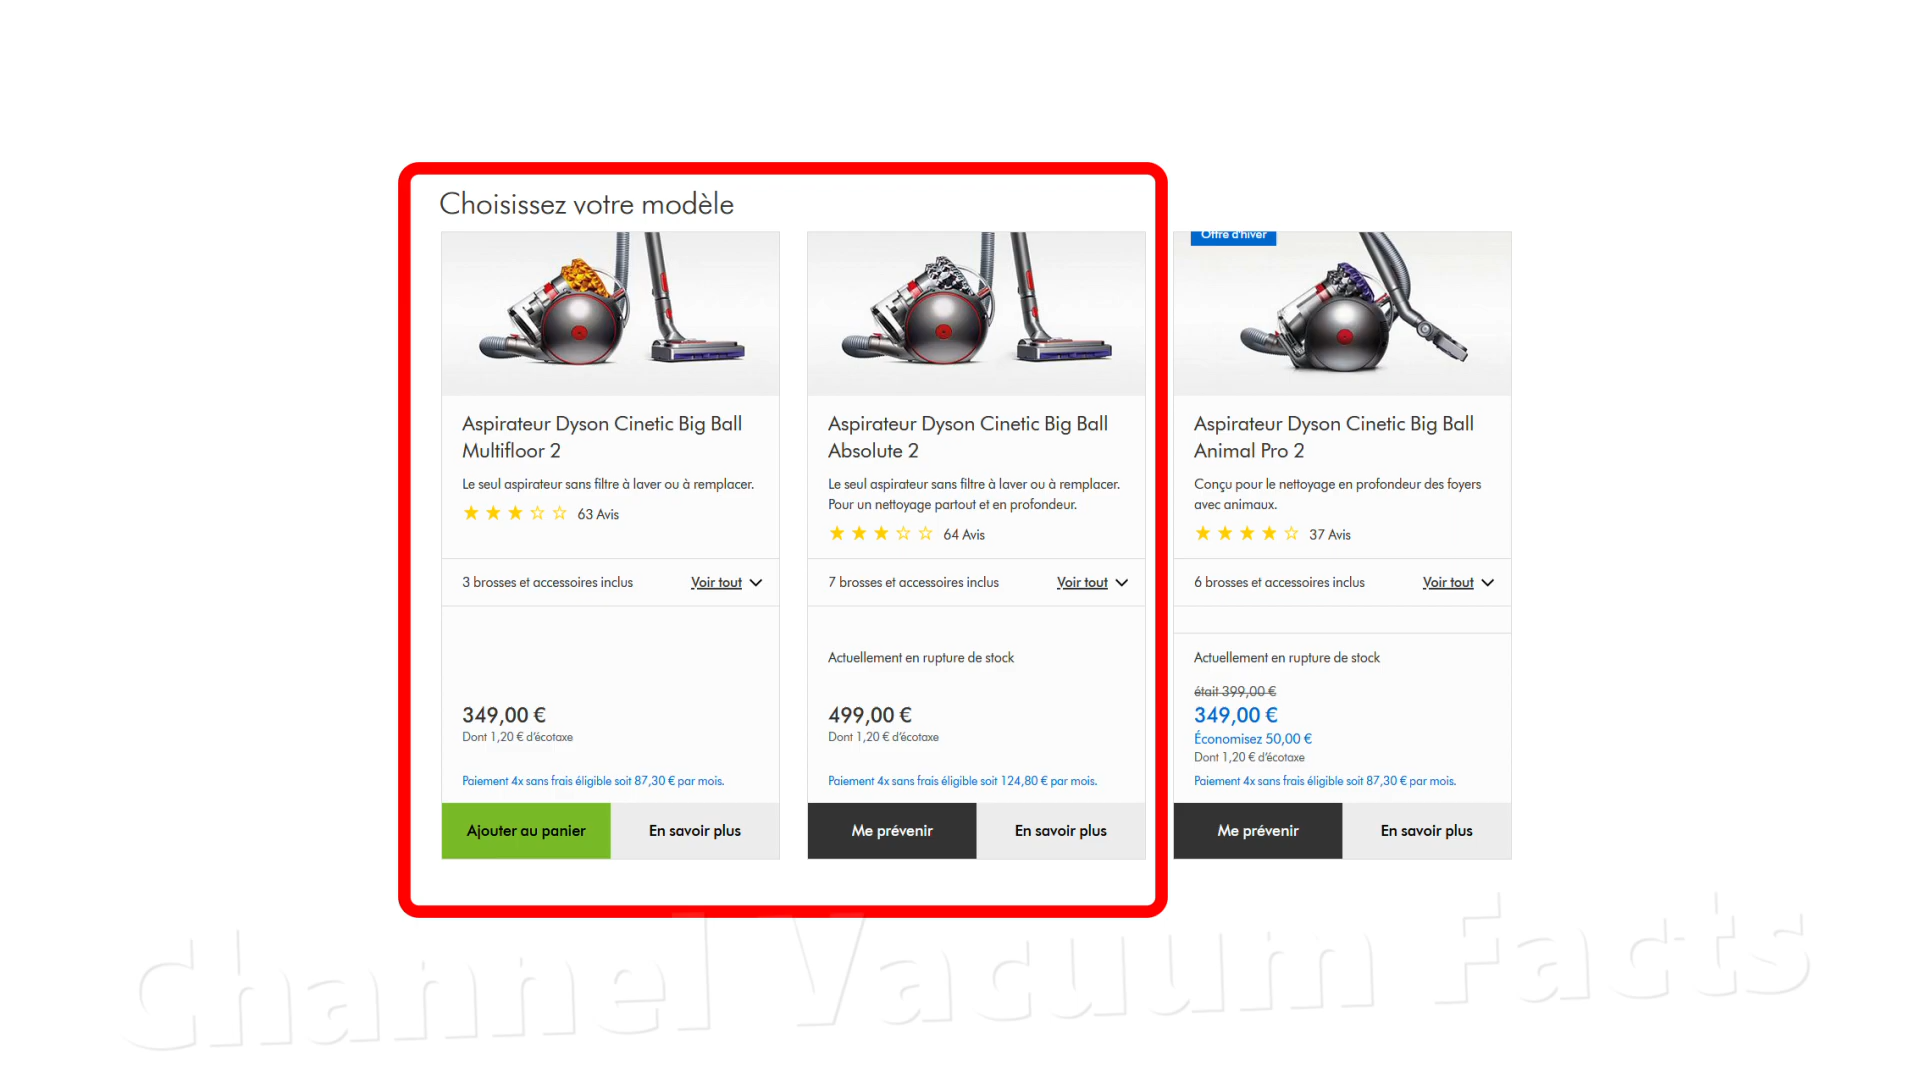 Choisissez votre modèle
Aspirateur Dyson Cinetic Big Ball
Multifloor 2
Le seul aspirateur sans filtre à laver ou à remplacer.
63 Avis
3 brosses et accessoires inclus
Voir tout
349,00 €
Dont 1,20 € d'écotaxe
Paiement 4x sans frais éligible soit 87,30 € par mois.
Ajouter au panier
En savoir plus
Aspirateur Dyson Cinetic Big Ball
Absolute 2
Le seul aspirateur sans filtre à laver ou à remplacer.
Pour un nettoyage partout et en profondeur.
64 Avis
7 brosses et accessoires inclus
Voir tout
Actuellement en rupture de stock
499,00 €
Dont 1,20 € d'écotaxe
Paiement 4x sans frais éligible soit 124,80 € par mois.
Me prévenir
En savoir plus
Offre d'hiver
Aspirateur Dyson Cinetic Big Ball
Animal Pro 2
Conçu pour le nettoyage en profondeur des foyers
avec animaux.
37 Avis
6 brosses et accessoires inclus
Voir tout
Actuellement en rupture de stock
était 399,00 €
349,00 €
Économisez 50,00 €
Dont 1,20 € d'écotaxe
Paiement 4x sans frais éligible soit 87,30 € par mois.
Me prévenir
En savoir plus
Channel Vacuum Facts